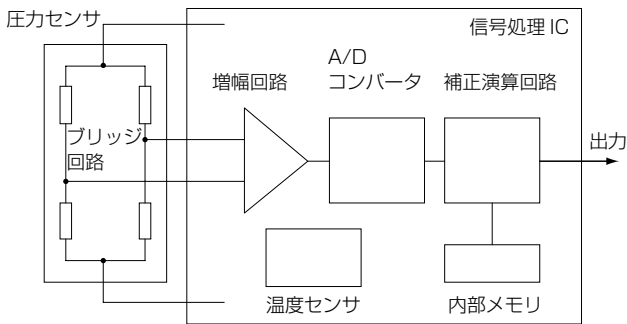 圧力センサ
信号処理 IC
A/D
コンバータ
増幅回路
補正演算回路
ブリッジ
回路
出力
温度センサ
内部メモリ